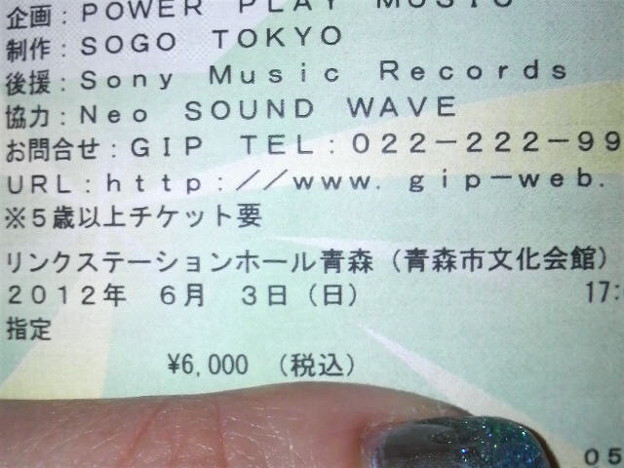 企画：ＰＯＷＥＲ　ＰＬＡＹ　ＭＵＳＩＣ
制作：ＳＯＧＯ　ＴＯＫＹＯ
後援：Ｓｏｎｙ　Ｍｕｓｉｃ　Ｒｅｃｏｒｄｓ
協力：Ｎｅｏ　ＳＯＵＮＤ　ＷＡＶＥ
お問合せ：ＧＩＰ　ＴＥＬ：０２２－２２２－９９
ＵＲＬ：ｈｔｔｐ：／／ｗｗｗ．ｇｉｐ－ｗｅｂ．
※５歳以上チケット要
リンクステーションホール青森（青森市文化会館）
２０１２年　６月　３日（日）　17:
指定
¥6,000　（税込）
05